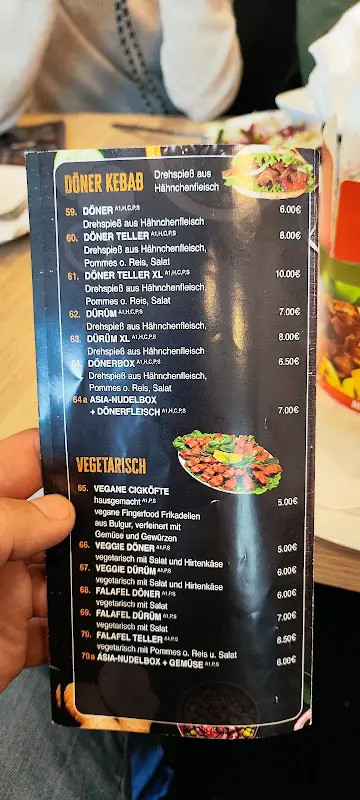 DÖNER KEBAB Drehspieß aus
Hähnchenfleisch
59. DÖNER A1,H,C,P,S 6.00€
Drehspieß aus Hähnchenfleisch
60. DÖNER TELLER A1,H,C,P,S 8.00€
Drehspieß aus Hähnchenfleisch,
Pommes o. Reis, Salat
61. DÖNER TELLER XL A1,H,C,P,S 10.00€
Drehspieß aus Hähnchenfleisch,
Pommes o. Reis, Salat
62. DÜRÜM A1,H,C,P,S 7.00€
Drehspieß aus Hähnchenfleisch
63. DÜRÜM XL A1,H,C,P,S 8.00€
Drehspieß aus Hähnchenfleisch
64. DÖNERBOX A1,H,C,P,S 6.50€
Drehspieß aus Hähnchenfleisch,
Pommes o. Reis, Salat
64a ASIA-NUDELBOX
+ DÖNERFLEISCH A1,H,C,P,S 7.00€
VEGETARISCH
65. VEGANE CIGKÖFTE 5.00€
hausgemacht A1,P,S
vegane Fingerfood Frikadellen
aus Bulgur, verfeinert mit
Gemüse und Gewürzen
66. VEGGIE DÖNER A1,P,S 5.00€
vegetarisch mit Salat und Hirtenkäse
67. VEGGIE DÜRÜM A1,P,S 6.00€
vegetarisch mit Salat und Hirtenkäse
68. FALAFEL DÖNER A1,P,S 6.00€
vegetarisch mit Salat
69. FALAFEL DÜRÜM A1,P,S 7.00€
vegetarisch mit Salat
70. FALAFEL TELLER A1,P,S 8.50€
vegetarisch mit Pommes o. Reis u. Salat
70a ASIA-NUDELBOX + GEMÜSE A1,P,S 6.00€